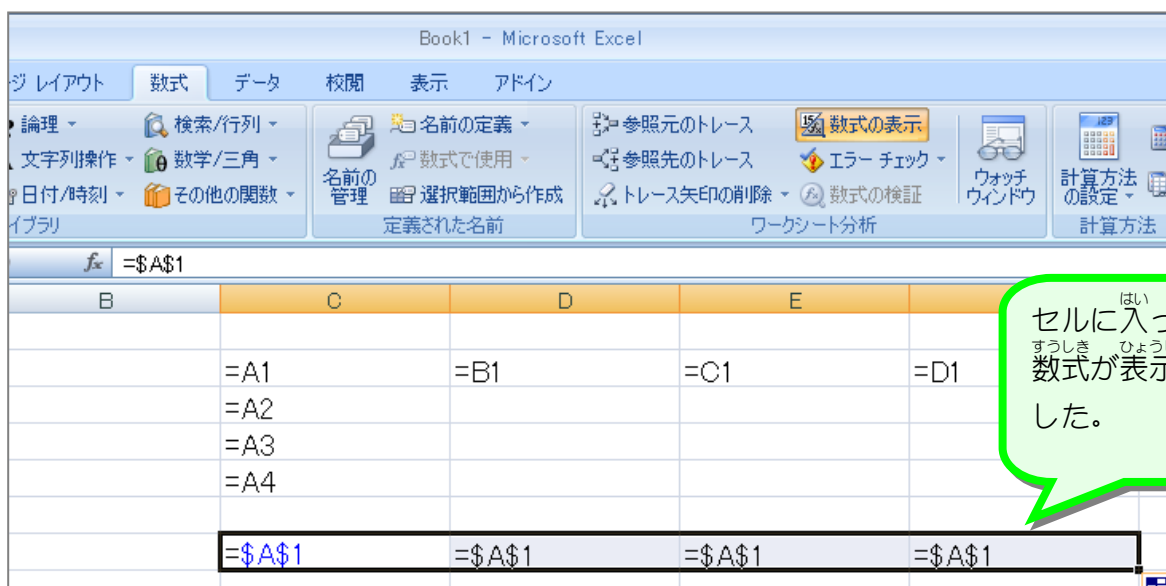 Book1 - Microsoft Excel
ジ レイアウト 数式 データ 校閲 表示 アドイン
論理 検索/行列 名前の定義 参照元のトレース 数式の表示
文字列操作 数学/三角 数式で使用 参照先のトレース エラー チェック
日付/時刻 その他の関数 名前の管理 選択範囲から作成 トレース矢印の削除 数式の検証 ウォッチウィンドウ 計算方法の設定
イブラリ 定義された名前 ワークシート分析 計算方法
fx =$A$1
B C D E
=A1 =B1 =C1 =D1
=A2
=A3
=A4
=$A$1 =$A$1 =$A$1 =$A$1
はい
セルに入っ
すうしき ひょう
数式が表示
した。